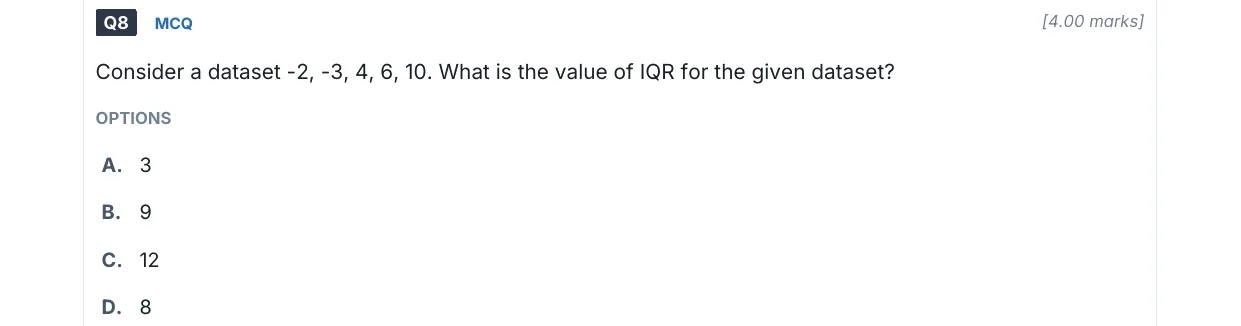 Q8 MCQ [4.00 marks]
Consider a dataset -2, -3, 4, 6, 10. What is the value of IQR for the given dataset?
OPTIONS
A. 3
B. 9
C. 12
D. 8